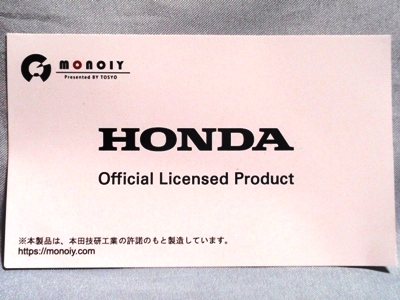 MONOIY
Presented BY TOSYO
HONDA
Official Licensed Product
※本製品は、本田技研工業の許諾のもと製造しています。
https://monoiy.com